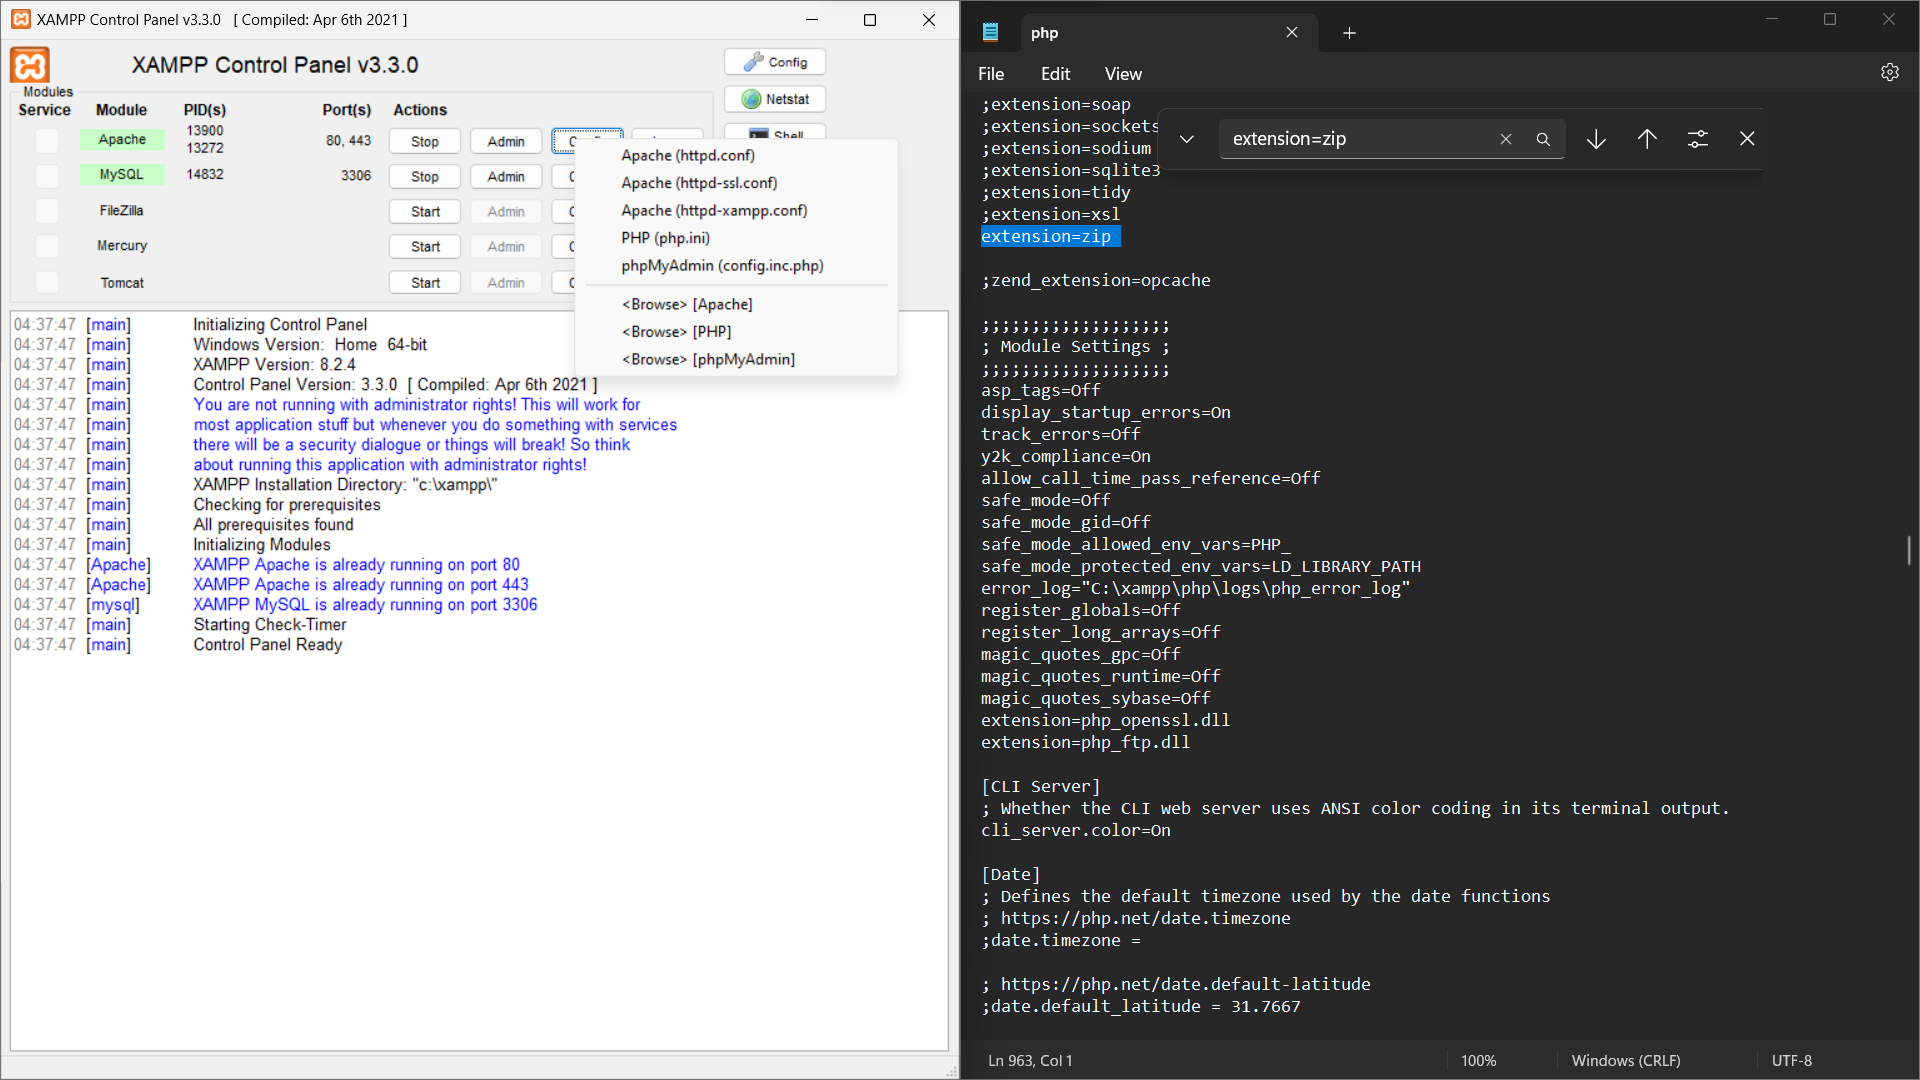 XAMPP Control Panel v3.3.0 [ Compiled: Apr 6th 2021 ]
XAMPP Control Panel v3.3.0
Config
Netstat
Shell
Modules
Service Module PID(s) Port(s) Actions
Apache 13900 13272 80, 443 Stop Admin
MySQL 14832 3306 Stop Admin
FileZilla Start Admin
Mercury Start Admin
Tomcat Start Admin
Apache (httpd.conf)
Apache (httpd-ssl.conf)
Apache (httpd-xampp.conf)
PHP (php.ini)
phpMyAdmin (config.inc.php)
<Browse> [Apache]
<Browse> [PHP]
<Browse> [phpMyAdmin]
04:37:47 [main] Initializing Control Panel
04:37:47 [main] Windows Version: Home 64-bit
04:37:47 [main] XAMPP Version: 8.2.4
04:37:47 [main] Control Panel Version: 3.3.0 [ Compiled: Apr 6th 2021 ]
04:37:47 [main] You are not running with administrator rights! This will work for
04:37:47 [main] most application stuff but whenever you do something with services
04:37:47 [main] there will be a security dialogue or things will break! So think
04:37:47 [main] about running this application with administrator rights!
04:37:47 [main] XAMPP Installation Directory: "c:\xampp\"
04:37:47 [main] Checking for prerequisites
04:37:47 [main] All prerequisites found
04:37:47 [main] Initializing Modules
04:37:47 [Apache] XAMPP Apache is already running on port 80
04:37:47 [Apache] XAMPP Apache is already running on port 443
04:37:47 [mysql] XAMPP MySQL is already running on port 3306
04:37:47 [main] Starting Check-Timer
04:37:47 [main] Control Panel Ready
php
File Edit View
extension=zip
;extension=soap
;extension=sockets
;extension=sodium
;extension=sqlite3
;extension=tidy
;extension=xsl
extension=zip
;zend_extension=opcache
;;;;;;;;;;;;;;;;;;;
; Module Settings ;
;;;;;;;;;;;;;;;;;;;
asp_tags=Off
display_startup_errors=On
track_errors=Off
y2k_compliance=On
allow_call_time_pass_reference=Off
safe_mode=Off
safe_mode_gid=Off
safe_mode_allowed_env_vars=PHP_
safe_mode_protected_env_vars=LD_LIBRARY_PATH
error_log="C:\xampp\php\logs\php_error_log"
register_globals=Off
register_long_arrays=Off
magic_quotes_gpc=Off
magic_quotes_runtime=Off
magic_quotes_sybase=Off
extension=php_openssl.dll
extension=php_ftp.dll
[CLI Server]
; Whether the CLI web server uses ANSI color coding in its terminal output.
cli_server.color=On
[Date]
; Defines the default timezone used by the date functions
; https://php.net/date.timezone
;date.timezone =
; https://php.net/date.default-latitude
;date.default_latitude = 31.7667
Ln 963, Col 1 100% Windows (CRLF) UTF-8